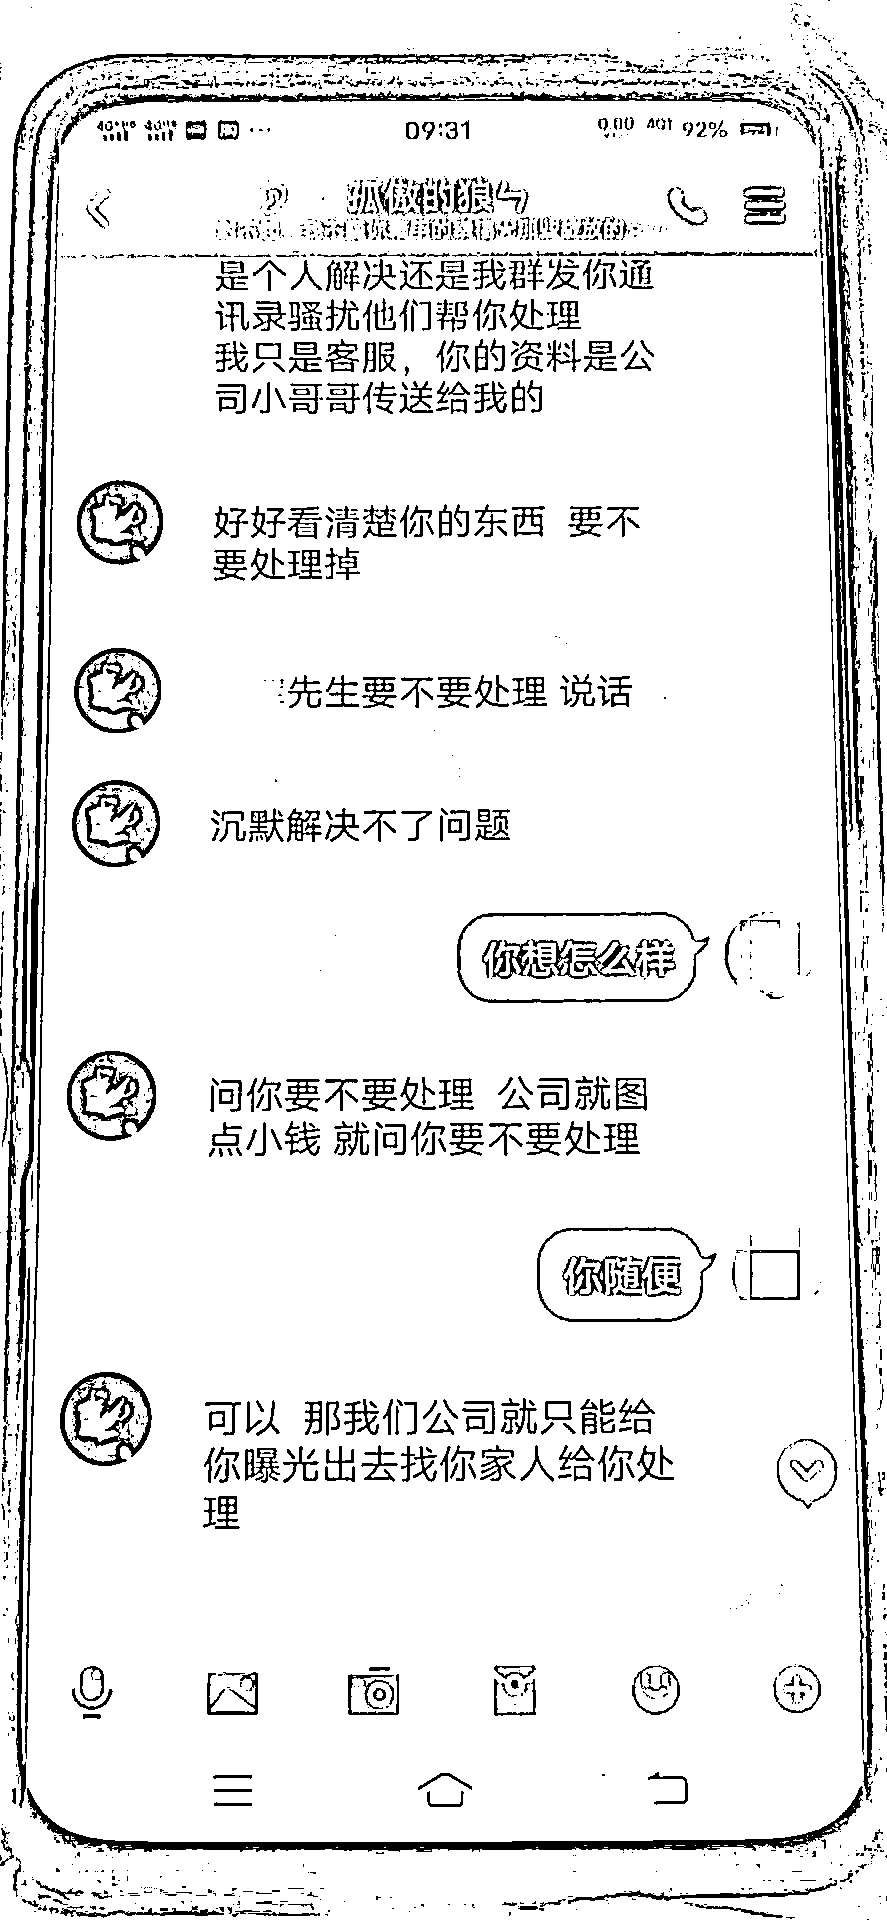 09:31
92%
孤傲的狼
是个人解决还是我群发你通
讯录骚扰他们帮你处理
我只是客服，你的资料是公
司小哥哥传送给我的
好好看清楚你的东西 要不
要处理掉
先生要不要处理 说话
沉默解决不了问题
你想怎么样
问你要不要处理 公司就图
点小钱 就问你要不要处理
你随便
可以 那我们公司就只能给
你曝光出去找你家人给你处
理